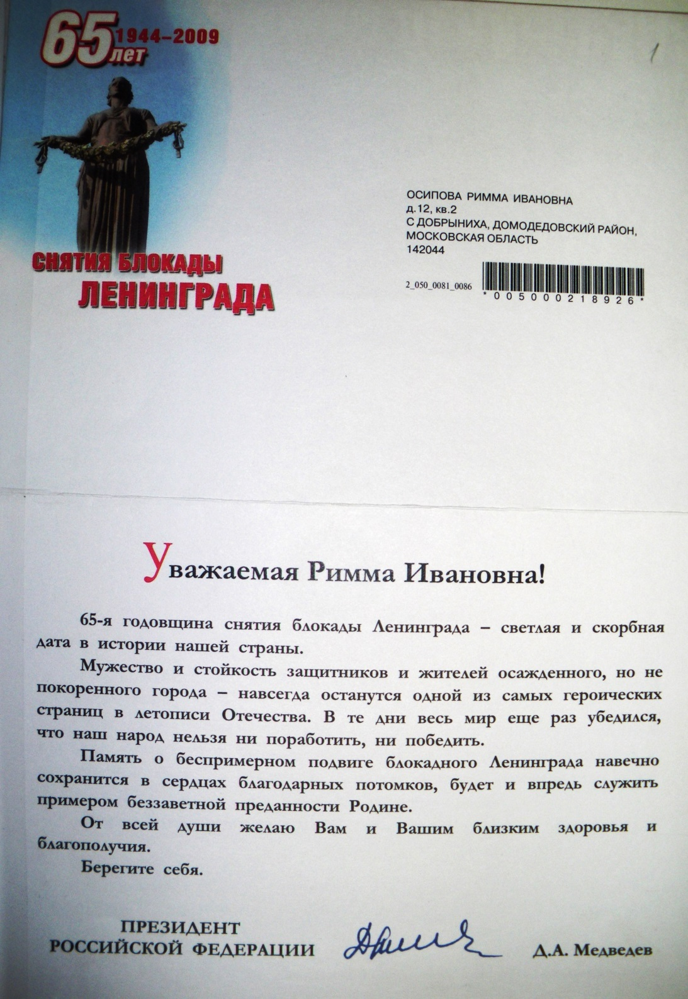 65 1944–2009
лет
СНЯТИЯ БЛОКАДЫ
ЛЕНИНГРАДА
1
ОСИПОВА РИММА ИВАНОВНА
д.12, кв.2
С ДОБРЫНИХА, ДОМОДЕДОВСКИЙ РАЙОН,
МОСКОВСКАЯ ОБЛАСТЬ
142044
2_050_0081_0086
*005000218926*
Уважаемая Римма Ивановна!
65-я годовщина снятия блокады Ленинграда – светлая и скорбная
дата в истории нашей страны.
Мужество и стойкость защитников и жителей осажденного, но не
покоренного города – навсегда останутся одной из самых героических
страниц в летописи Отечества. В те дни весь мир еще раз убедился,
что наш народ нельзя ни поработить, ни победить.
Память о беспримерном подвиге блокадного Ленинграда навечно
сохранится в сердцах благодарных потомков, будет и впредь служить
примером беззаветной преданности Родине.
От всей души желаю Вам и Вашим близким здоровья и
благополучия.
Берегите себя.
ПРЕЗИДЕНТ
РОССИЙСКОЙ ФЕДЕРАЦИИ
Д.А. Медведев